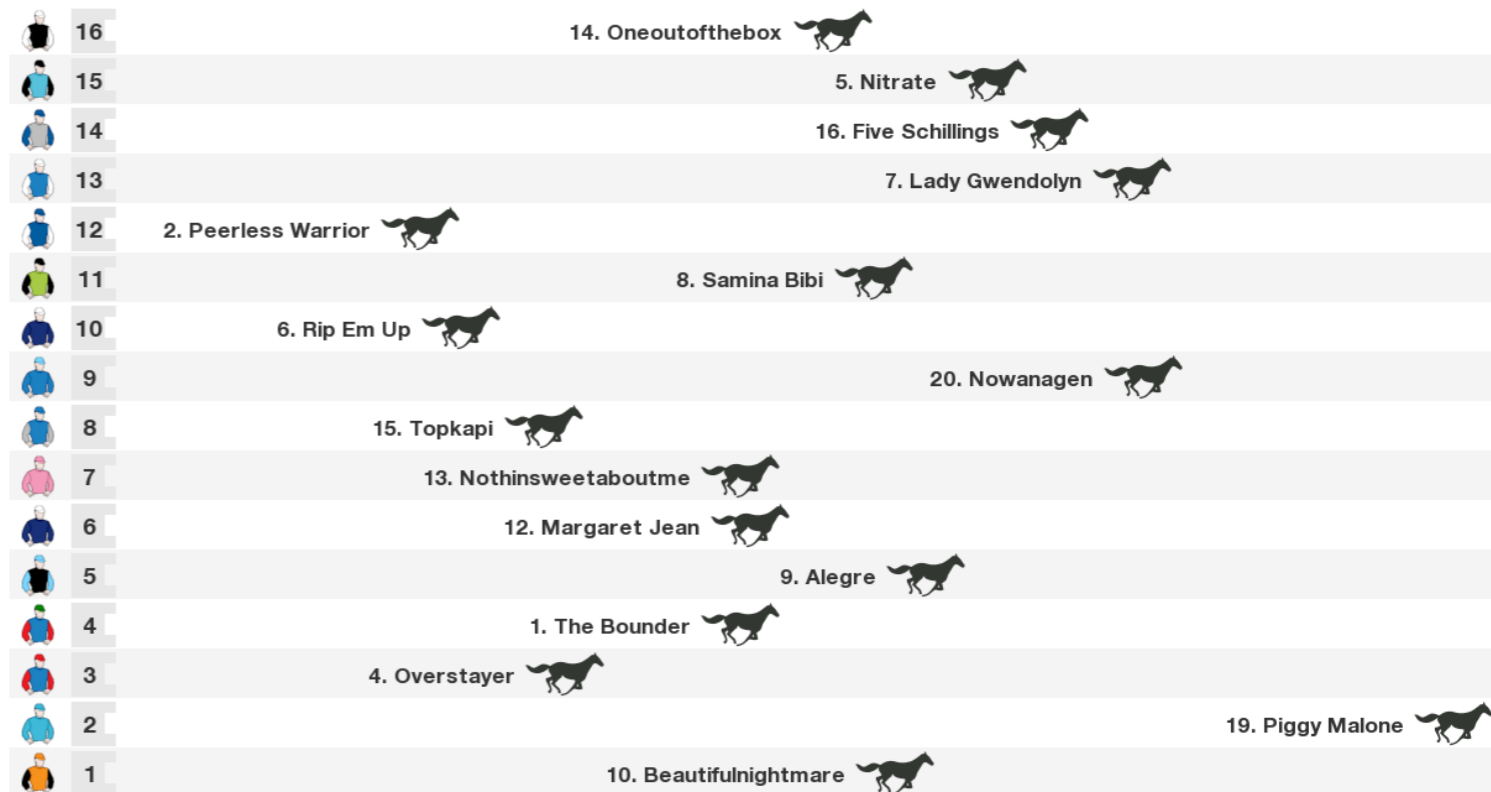 16 14. Oneoutofthebox
15 5. Nitrate
14 16. Five Schillings
13 7. Lady Gwendolyn
12 2. Peerless Warrior
11 8. Samina Bibi
10 6. Rip Em Up
9 20. Nowanagen
8 15. Topkapi
7 13. Nothinsweetaboutme
6 12. Margaret Jean
5 9. Alegre
4 1. The Bounder
3 4. Overstayer
2 19. Piggy Malone
1 10. Beautifulnightmare